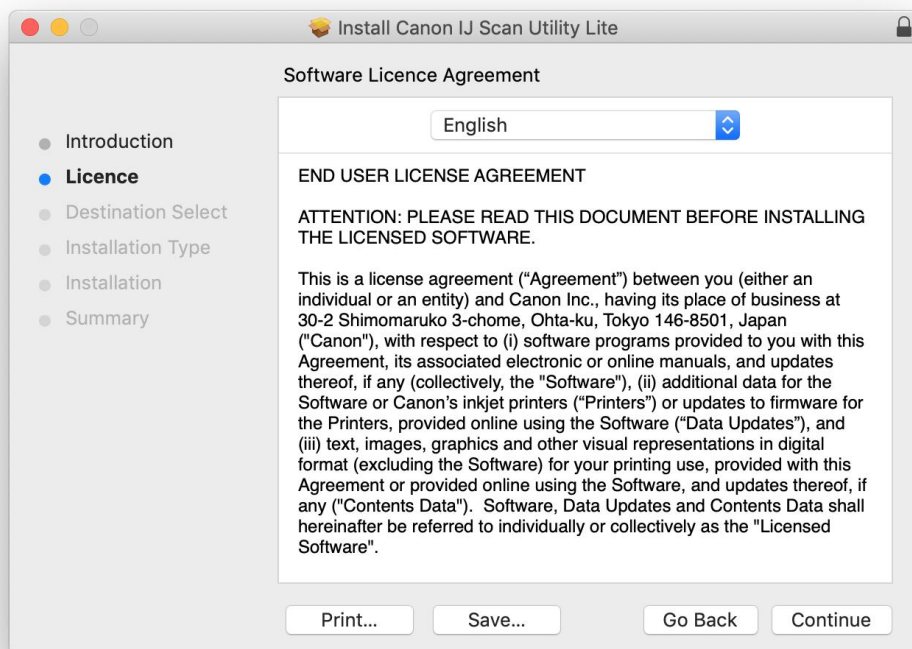 Install Canon IJ Scan Utility Lite
Software Licence Agreement
Introduction
Licence
Destination Select
Installation Type
Installation
Summary
English
END USER LICENSE AGREEMENT
ATTENTION: PLEASE READ THIS DOCUMENT BEFORE INSTALLING
THE LICENSED SOFTWARE.
This is a license agreement (“Agreement”) between you (either an
individual or an entity) and Canon Inc., having its place of business at
30-2 Shimomaruko 3-chome, Ohta-ku, Tokyo 146-8501, Japan
("Canon"), with respect to (i) software programs provided to you with this
Agreement, its associated electronic or online manuals, and updates
thereof, if any (collectively, the "Software"), (ii) additional data for the
Software or Canon’s inkjet printers (“Printers”) or updates to firmware for
the Printers, provided online using the Software (“Data Updates”), and
(iii) text, images, graphics and other visual representations in digital
format (excluding the Software) for your printing use, provided with this
Agreement or provided online using the Software, and updates thereof, if
any ("Contents Data").  Software, Data Updates and Contents Data shall
hereinafter be referred to individually or collectively as the "Licensed
Software".
Print...
Save...
Go Back
Continue